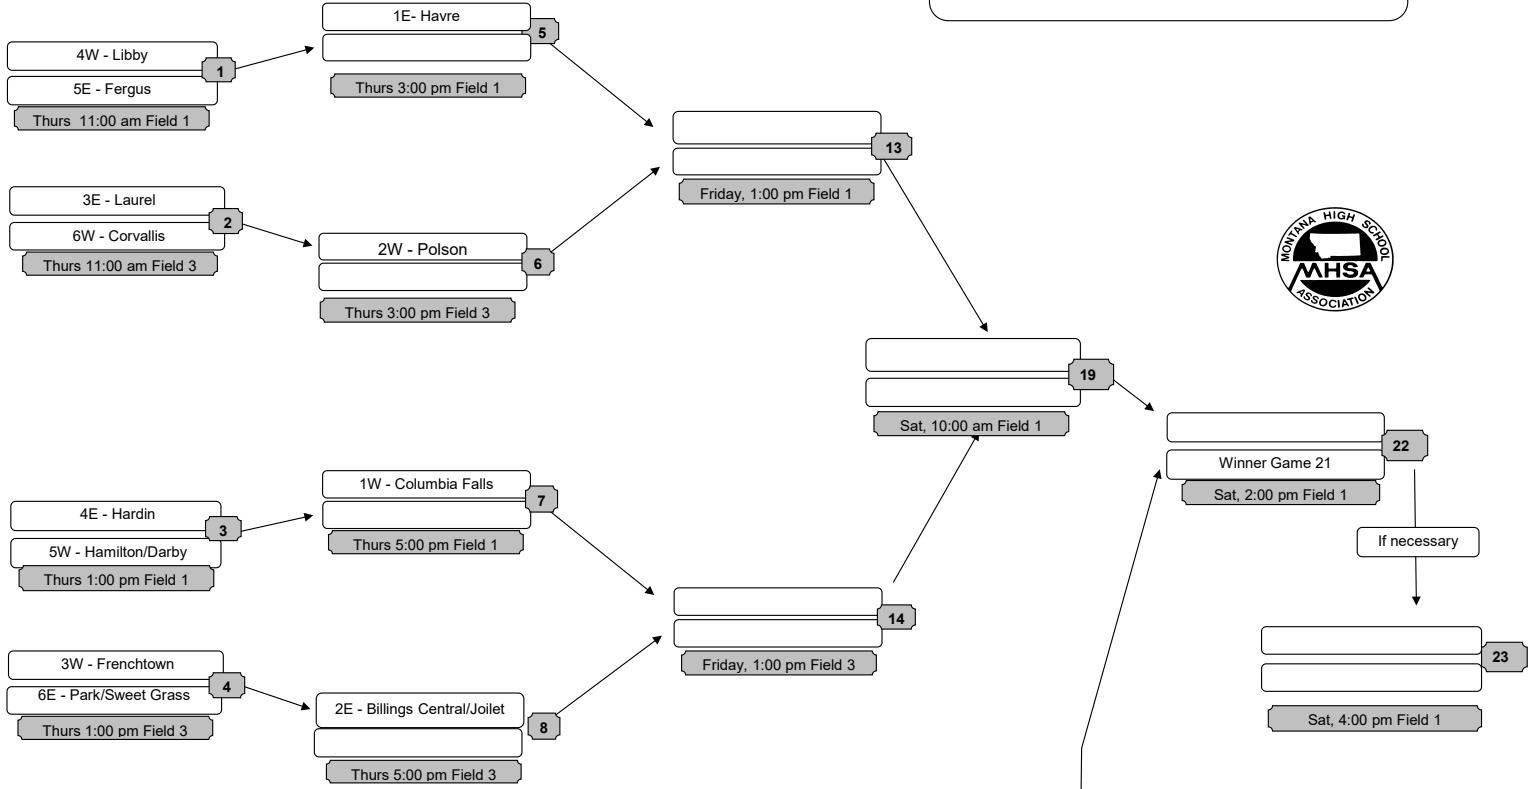 1E- Havre
5
4W - Libby
1
5E - Fergus
Thurs 3:00 pm Field 1
Thurs  11:00 am Field 1
13
Friday, 1:00 pm Field 1
3E - Laurel
2
6W - Corvallis
2W - Polson
Thurs 11:00 am Field 3
6
Thurs 3:00 pm Field 3
MONTANA HIGH SCHOOL
MHSA
ASSOCIATION
19
Sat, 10:00 am Field 1
22
Winner Game 21
Sat, 2:00 pm Field 1
1W - Columbia Falls
7
4E - Hardin
3
5W - Hamilton/Darby
Thurs 5:00 pm Field 1
If necessary
Thurs 1:00 pm Field 1
14
Friday, 1:00 pm Field 3
23
3W - Frenchtown
4
6E - Park/Sweet Grass
2E - Billings Central/Joilet
8
Sat, 4:00 pm Field 1
Thurs 1:00 pm Field 3
Thurs 5:00 pm Field 3